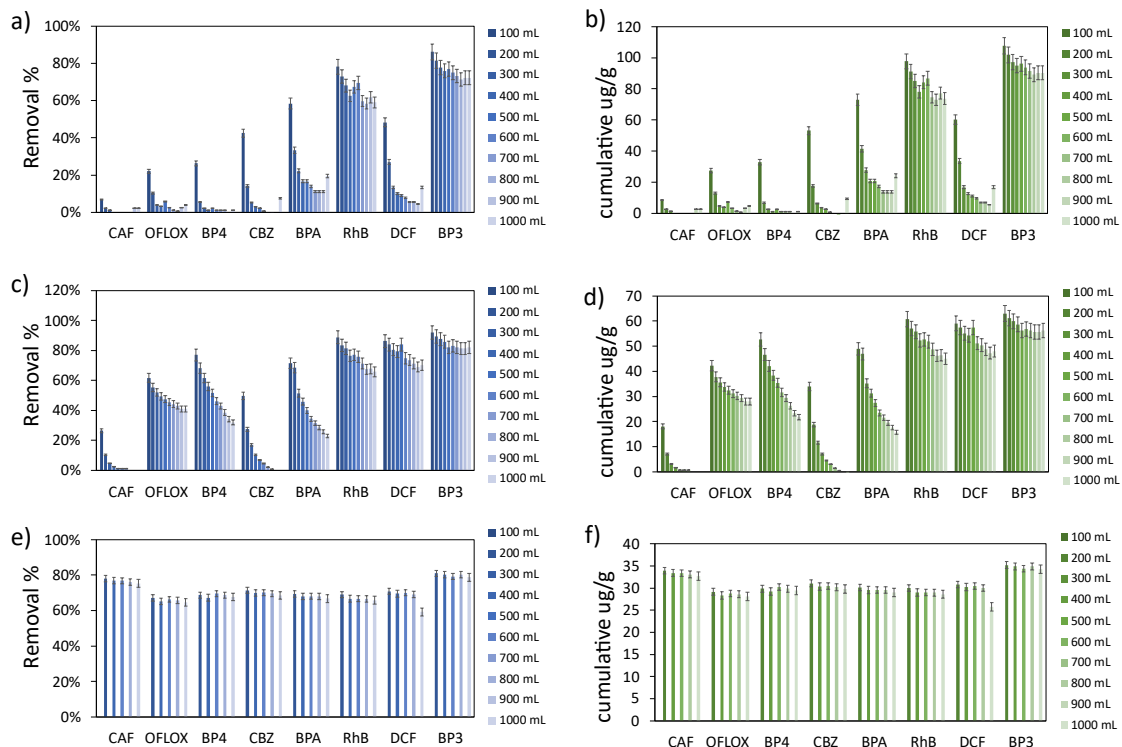 a)
Removal %
100%
80%
60%
40%
20%
0%
CAF OFLOX BP4 CBZ BPA RhB DCF BP3
100 mL
200 mL
300 mL
400 mL
500 mL
600 mL
700 mL
800 mL
900 mL
1000 mL
b)
cumulative ug/g
120
100
80
60
40
20
0
CAF OFLOX BP4 CBZ BPA RhB DCF BP3
100 mL
200 mL
300 mL
400 mL
500 mL
600 mL
700 mL
800 mL
900 mL
1000 mL
c)
Removal %
120%
100%
80%
60%
40%
20%
0%
CAF OFLOX BP4 CBZ BPA RhB DCF BP3
100 mL
200 mL
300 mL
400 mL
500 mL
600 mL
700 mL
800 mL
900 mL
1000 mL
d)
cumulative ug/g
70
60
50
40
30
20
10
0
CAF OFLOX BP4 CBZ BPA RhB DCF BP3
100 mL
200 mL
300 mL
400 mL
500 mL
600 mL
700 mL
800 mL
900 mL
1000 mL
e)
Removal %
100%
80%
60%
40%
20%
0%
CAF OFLOX BP4 CBZ BPA RhB DCF BP3
100 mL
200 mL
300 mL
400 mL
500 mL
600 mL
700 mL
800 mL
900 mL
1000 mL
f)
cumulative ug/g
40
35
30
25
20
15
10
5
0
CAF OFLOX BP4 CBZ BPA RhB DCF BP3
100 mL
200 mL
300 mL
400 mL
500 mL
600 mL
700 mL
800 mL
900 mL
1000 mL